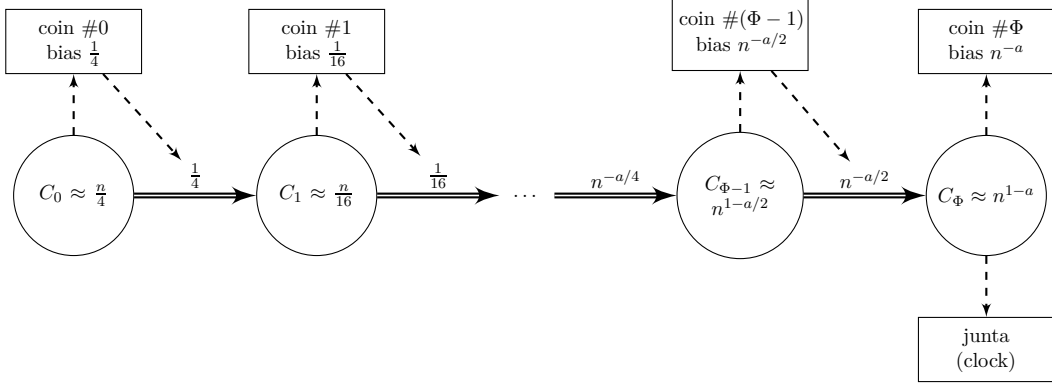 coin #0
bias 1/4
coin #1
bias 1/16
coin #(Φ − 1)
bias n^{−a/2}
coin #Φ
bias n^{−a}
C_0 ≈ n/4
1/4
C_1 ≈ n/16
1/16
...
n^{−a/4}
C_{Φ−1} ≈
n^{1−a/2}
n^{−a/2}
C_Φ ≈ n^{1−a}
junta
(clock)